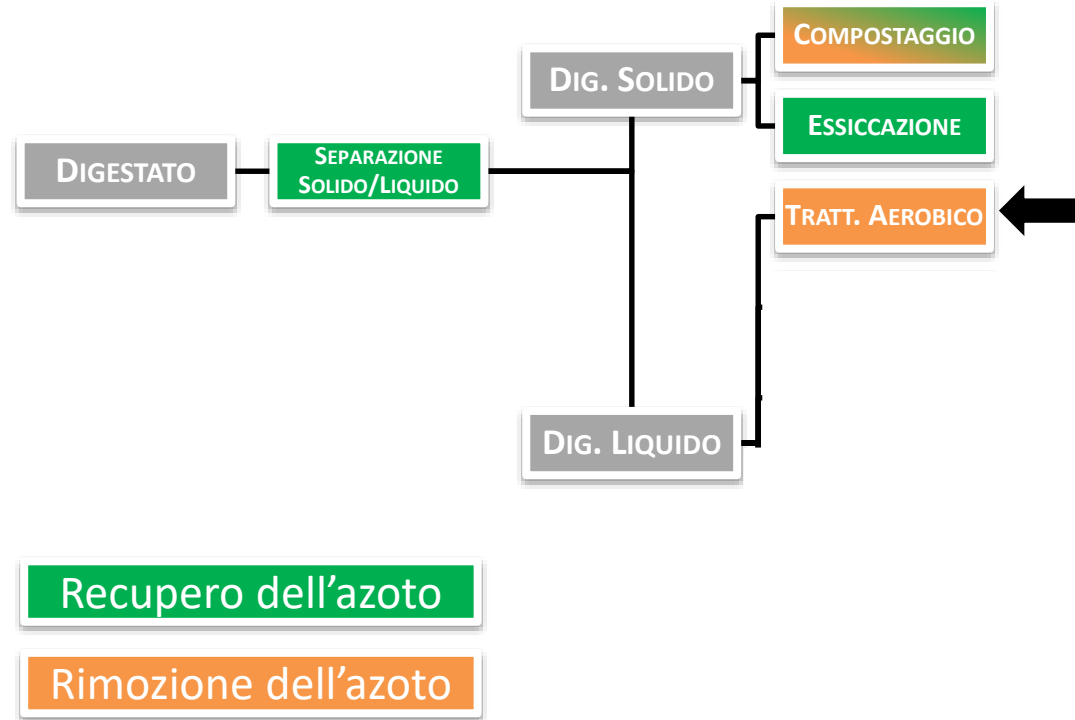 COMPOSTAGGIO
DIG. SOLIDO
ESSICCAZIONE
DIGESTATO
SEPARAZIONE
SOLIDO/LIQUIDO
TRATT. AEROBICO
DIG. LIQUIDO
Recupero dell’azoto
Rimozione dell’azoto